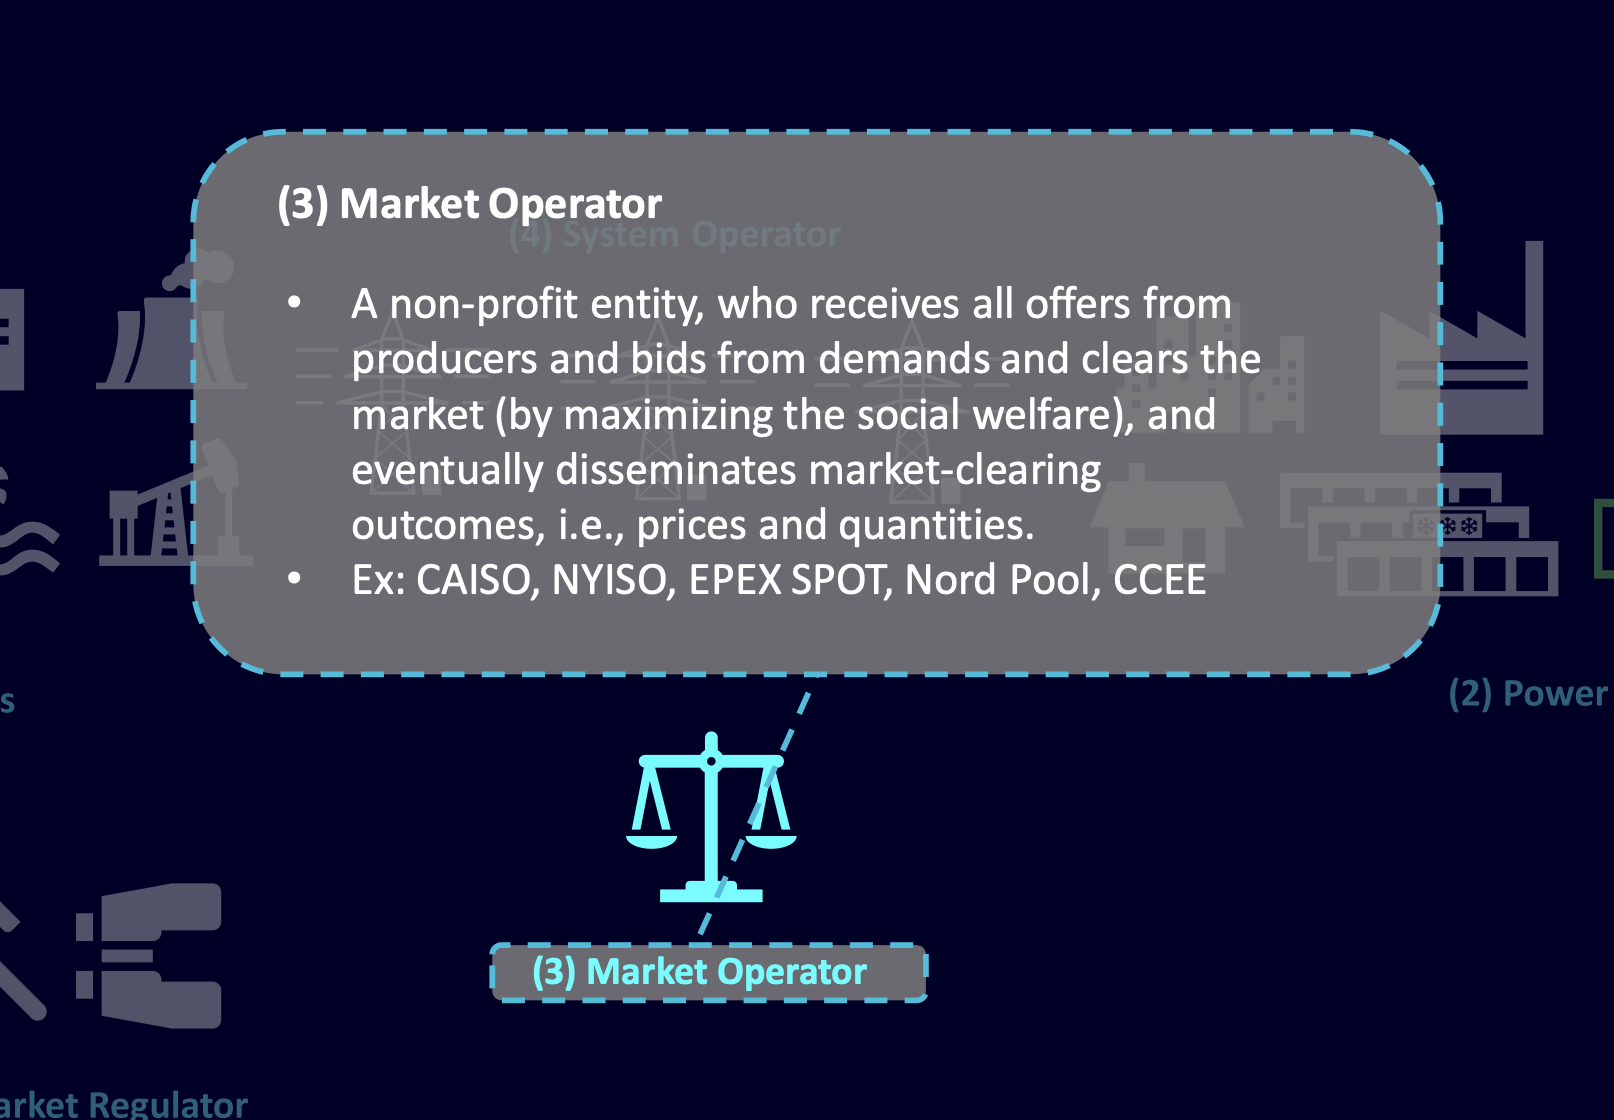 (3) Market Operator
(4) System Operator
• A non-profit entity, who receives all offers from
producers and bids from demands and clears the
market (by maximizing the social welfare), and
eventually disseminates market-clearing
outcomes, i.e., prices and quantities.
• Ex: CAISO, NYISO, EPEX SPOT, Nord Pool, CCEE
s
(2) Power
(3) Market Operator
arket Regulator